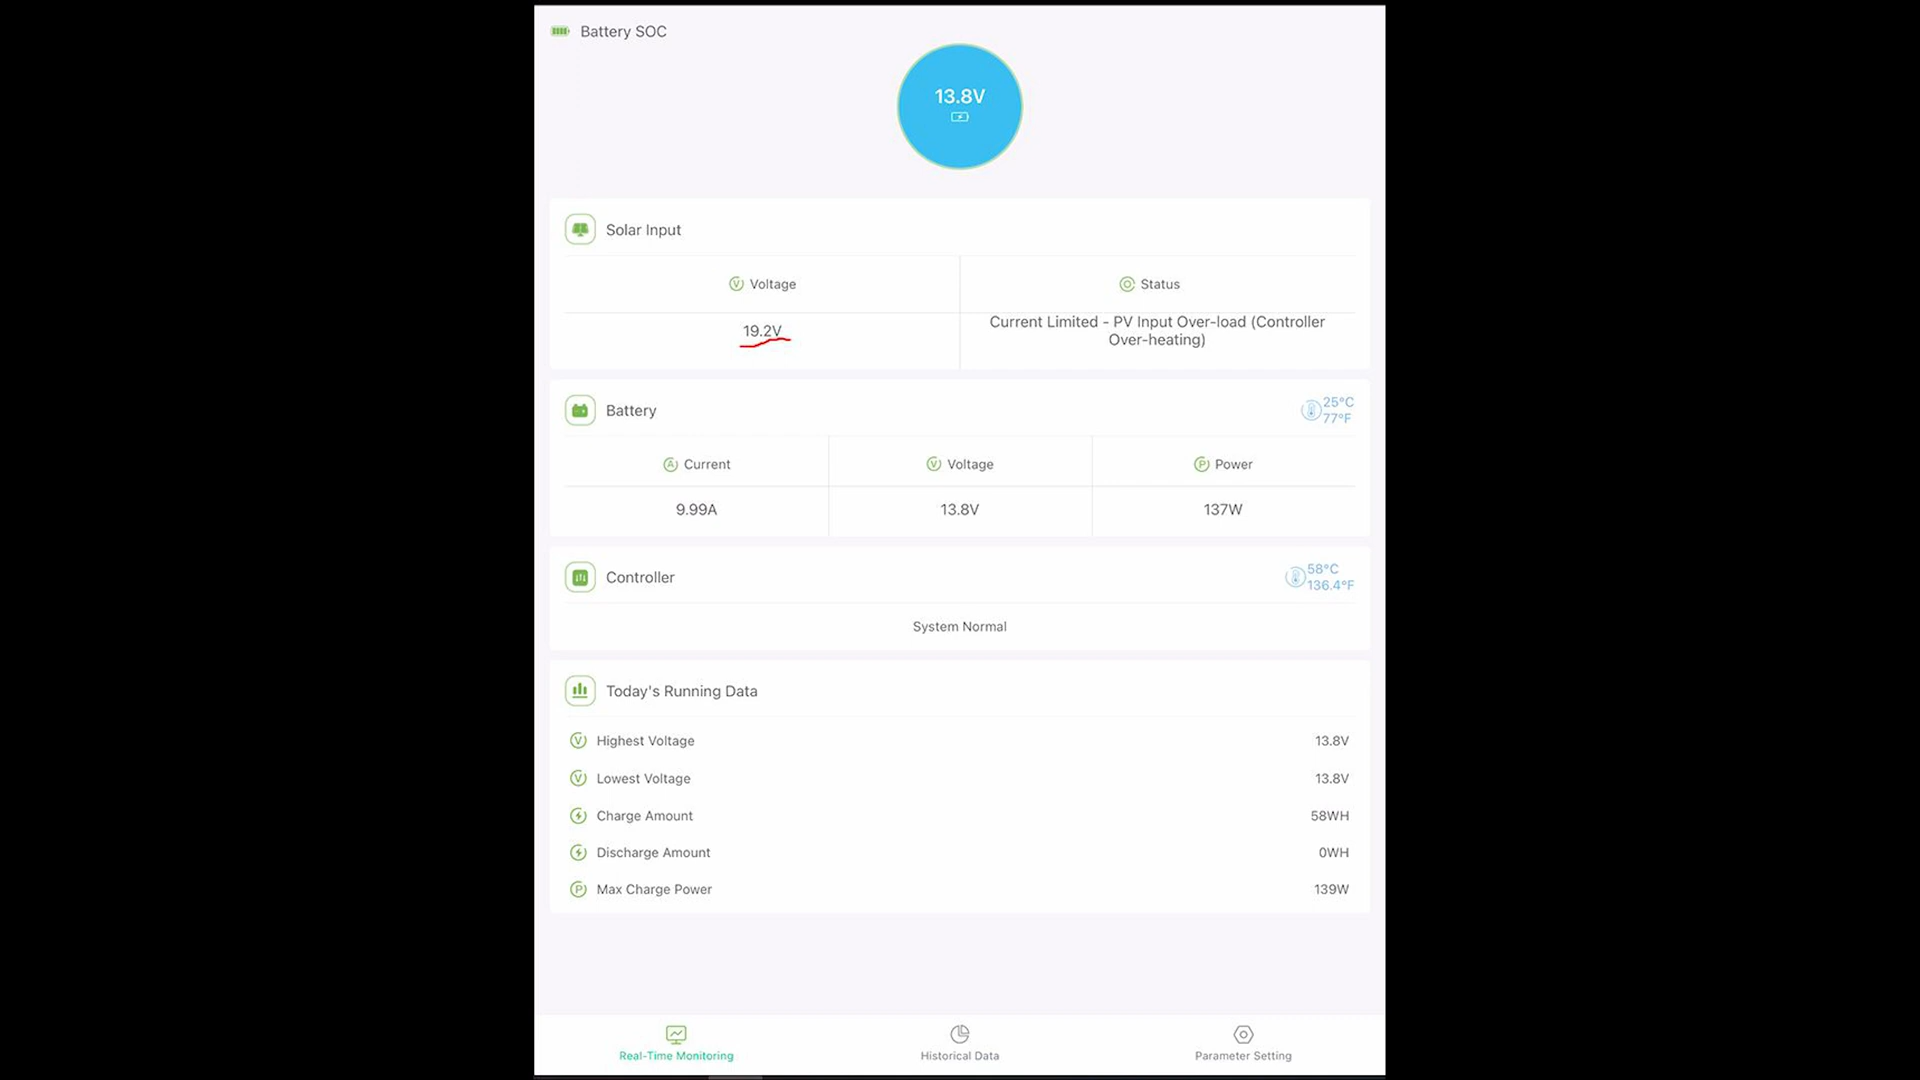 Battery SOC
13.8V
Solar Input
Voltage
Status
19.2V
Current Limited - PV Input Over-load (Controller
Over-heating)
Battery
25°C
77°F
Current
Voltage
Power
9.99A
13.8V
137W
Controller
58°C
136.4°F
System Normal
Today's Running Data
Highest Voltage
13.8V
Lowest Voltage
13.8V
Charge Amount
58WH
Discharge Amount
0WH
Max Charge Power
139W
Real-Time Monitoring
Historical Data
Parameter Setting